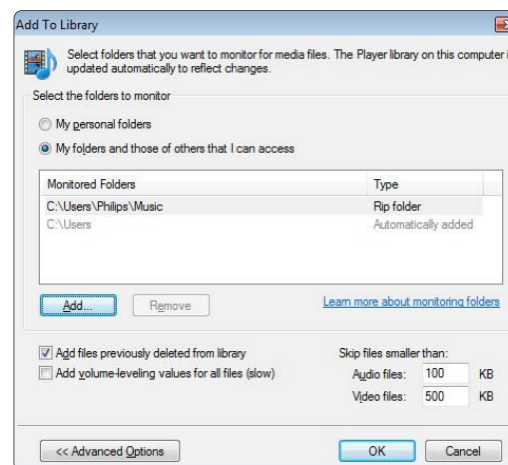 Add To Library
Select folders that you want to monitor for media files. The Player library on this computer
updated automatically to reflect changes.
Select the folders to monitor
My personal folders
My folders and those of others that I can access
Monitored Folders Type
C:\Users\Philips\Music Rip folder
C:\Users Automatically added
Add... Remove Learn more about monitoring folders
Add files previously deleted from library
Add volume-leveling values for all files (slow)
Skip files smaller than:
Audio files: 100 KB
Video files: 500 KB
<< Advanced Options OK Cancel